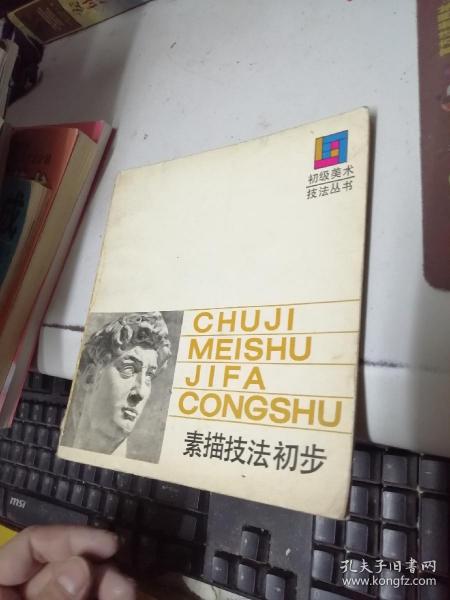 初级美术
技法丛书
CHUJI
MEISHU
JIFA
CONGSHU
素描技法初步
msi
孔夫子旧书网
www.kongfz.com